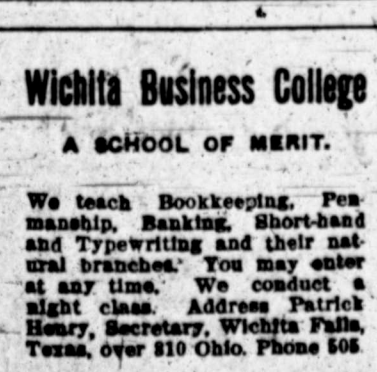 Wichita Business College
A SCHOOL OF MERIT.
We teach Bookkeeping, Pen-
manship, Banking, Short-hand
and Typewriting and their nat-
ural branches. You may enter
at any time. We conduct a
night class. Address Patrick
Henry, Secretary, Wichita Falls,
Texas, over 810 Ohio. Phone 505